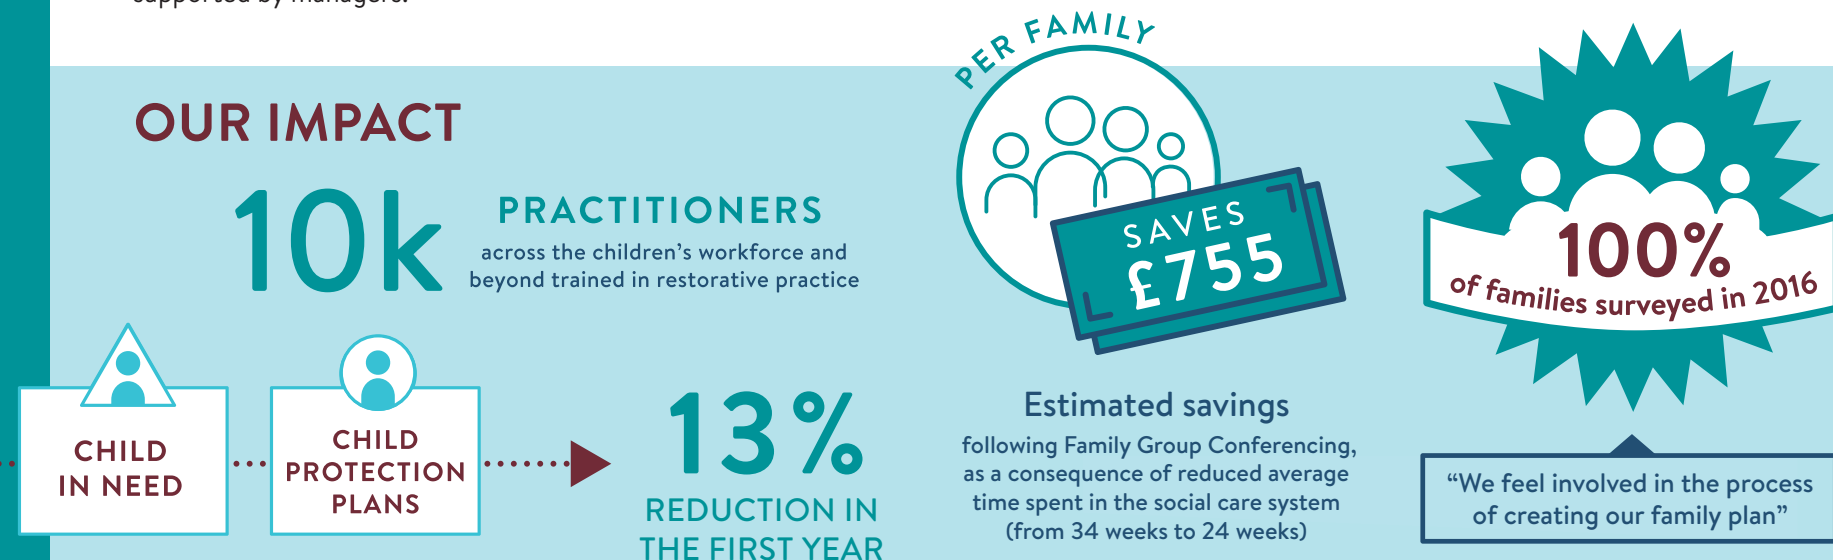 supported by managers.
OUR IMPACT
10k
PRACTITIONERS
across the children's workforce and
beyond trained in restorative practice
CHILD
IN NEED
CHILD
PROTECTION
PLANS
13%
REDUCTION IN
THE FIRST YEAR
PER FAMILY
SAVES
£755
Estimated savings
following Family Group Conferencing,
as a consequence of reduced average
time spent in the social care system
(from 34 weeks to 24 weeks)
100%
of families surveyed in 2016
“We feel involved in the process
of creating our family plan”